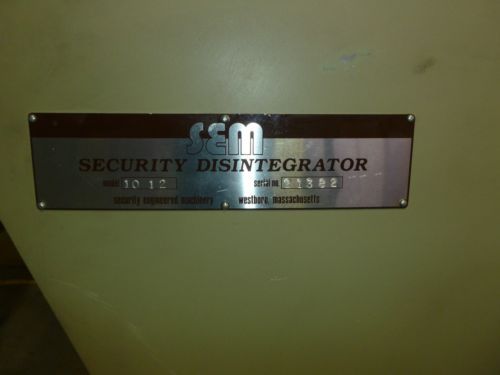 SEM
SECURITY DISINTEGRATOR
model 1012 serial no.
security engineered machinery westboro, massachusetts